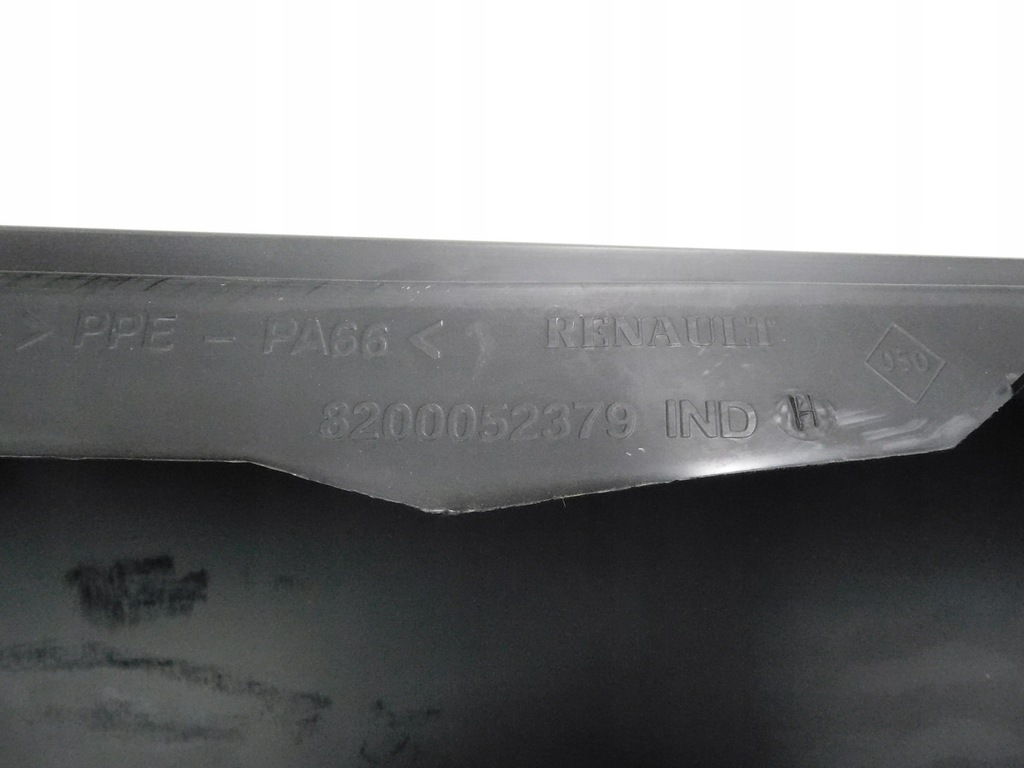 > PPE - PA66 <
RENAULT
950
8200052379 IND H